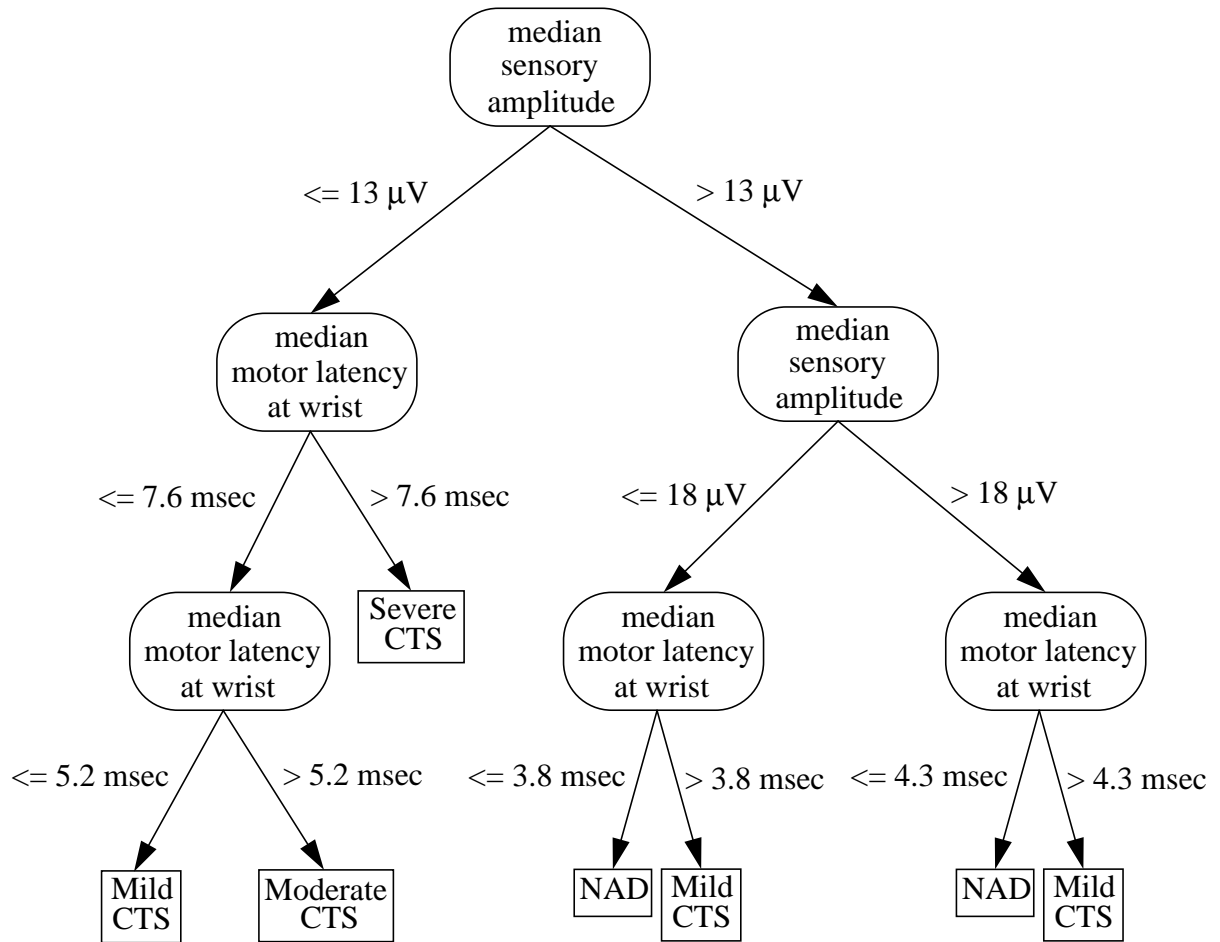 median
sensory
amplitude
<= 13 µV
> 13 µV
median
motor latency
at wrist
median
sensory
amplitude
<= 7.6 msec
> 7.6 msec
<= 18 µV
> 18 µV
median
motor latency
at wrist
Severe
CTS
median
motor latency
at wrist
median
motor latency
at wrist
<= 5.2 msec
> 5.2 msec
<= 3.8 msec
> 3.8 msec
<= 4.3 msec
> 4.3 msec
Mild
CTS
Moderate
CTS
NAD
Mild
CTS
NAD
Mild
CTS